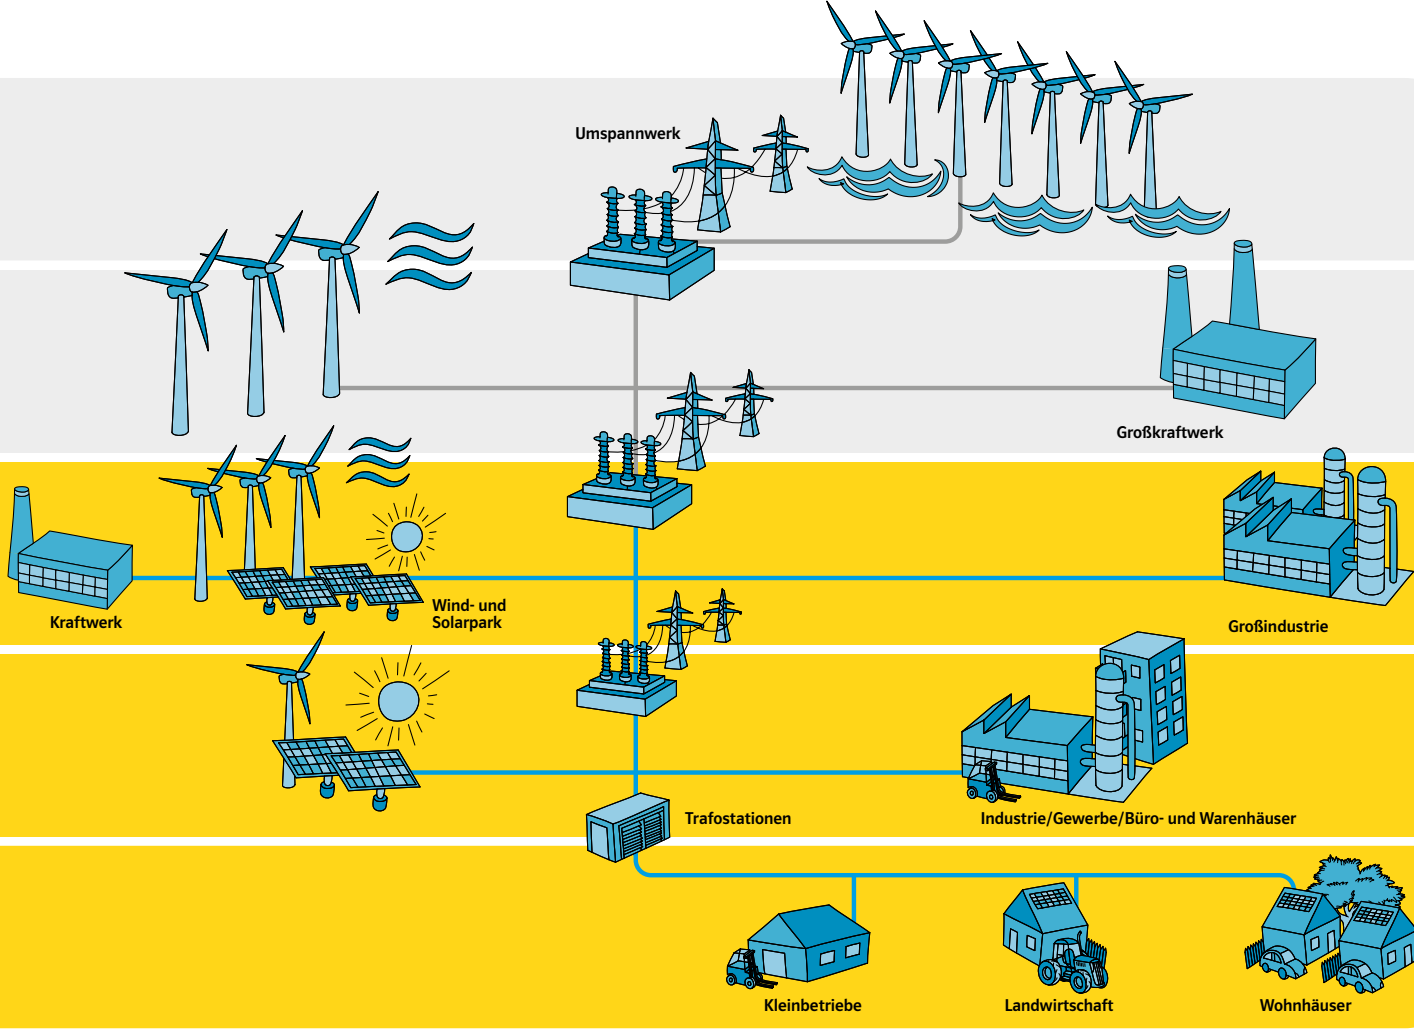 Umspannwerk
Großkraftwerk
Wind- und
Solarpark
Kraftwerk
Großindustrie
Trafostationen
Industrie/Gewerbe/Büro- und Warenhäuser
Kleinbetriebe
Landwirtschaft
Wohnhäuser